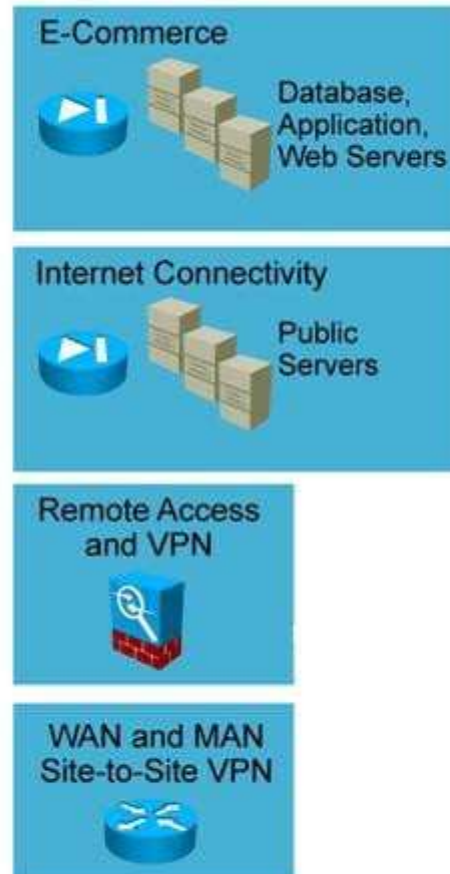 E-Commerce
Database,
Application,
Web Servers
Internet Connectivity
Public
Servers
Remote Access
and VPN
WAN and MAN
Site-to-Site VPN